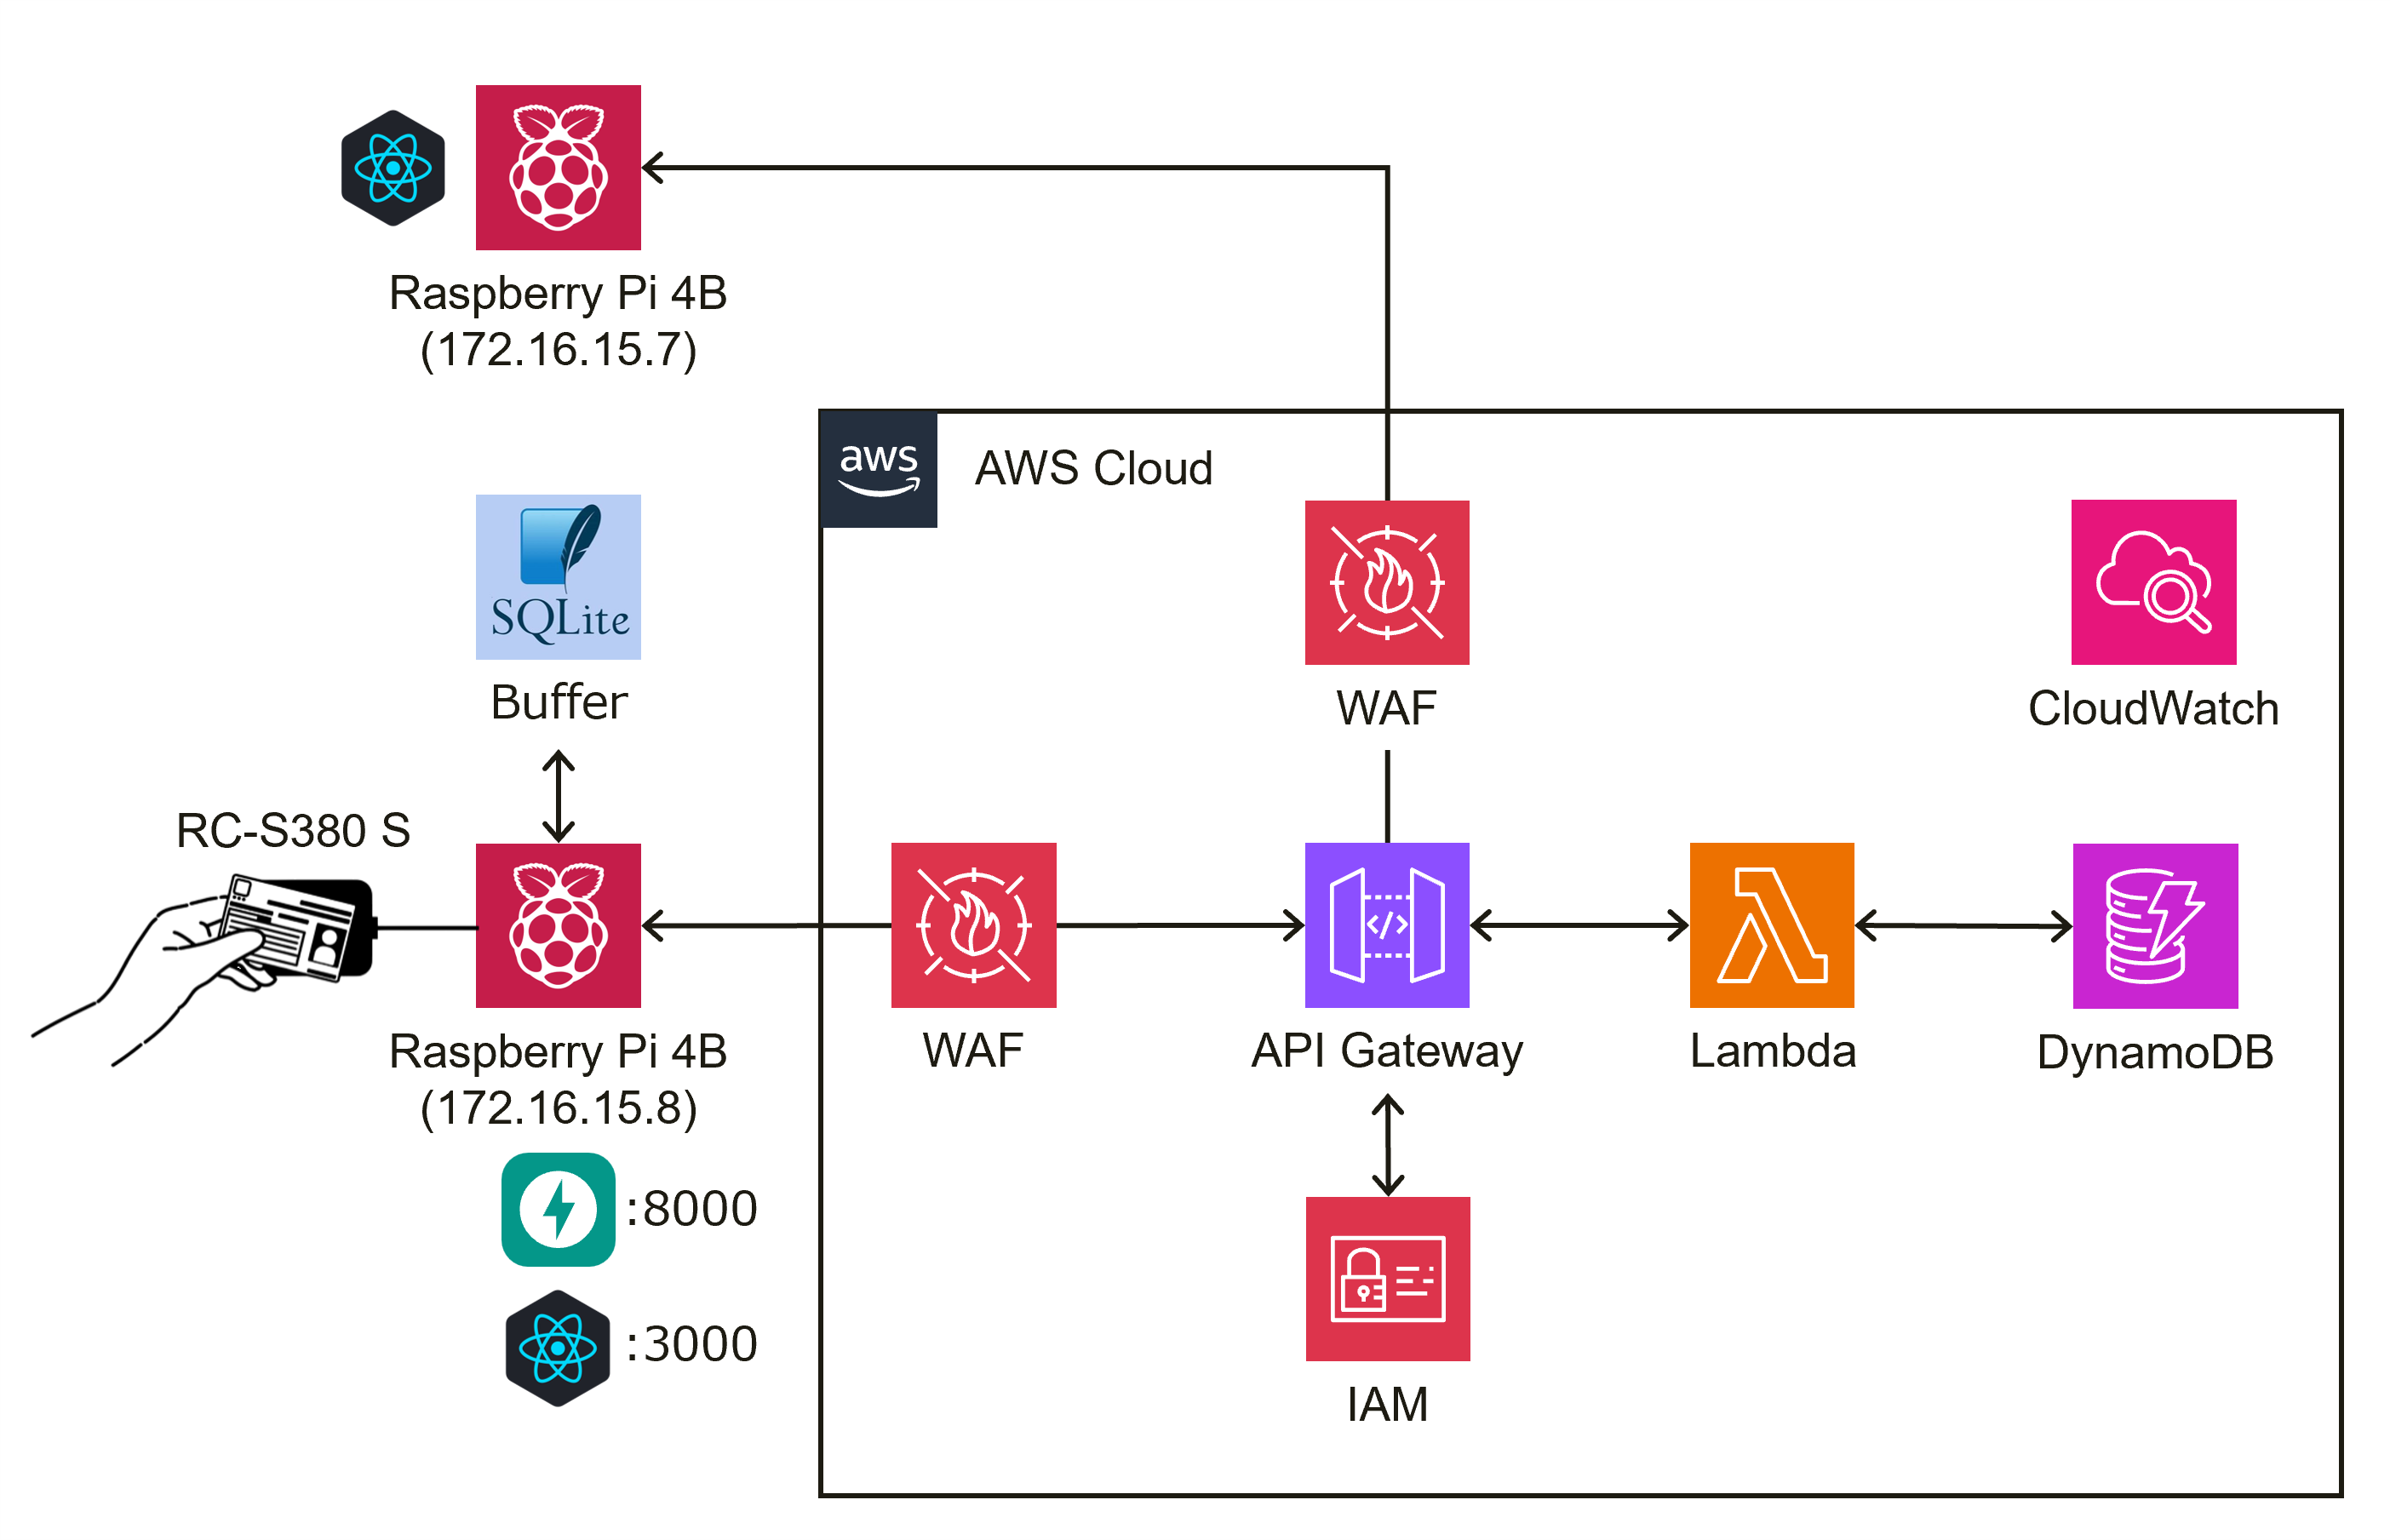 Raspberry Pi 4B
(172.16.15.7)
aws
AWS Cloud
SQLite
Buffer
WAF
CloudWatch
RC-S380 S
Raspberry Pi 4B
(172.16.15.8)
WAF
API Gateway
Lambda
DynamoDB
:8000
:3000
IAM